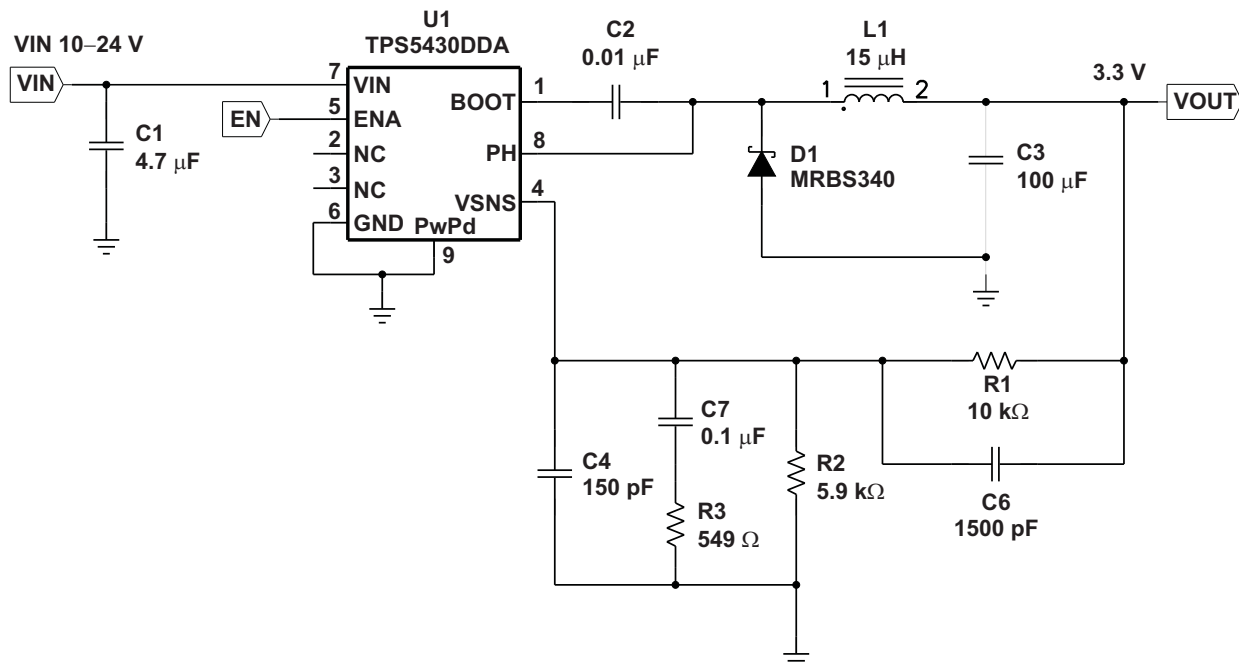 U1
TPS5430DDA
VIN 10–24 V
VIN
C1
4.7 μF
EN
7
5
2
3
6
VIN
ENA
NC
NC
GND
PwPd
9
BOOT
PH
VSNS
1
8
4
C2
0.01 μF
L1
15 μH
1
2
D1
MRBS340
3.3 V
VOUT
C3
100 μF
R1
10 kΩ
C7
0.1 μF
C4
150 pF
R2
5.9 kΩ
R3
549 Ω
C6
1500 pF